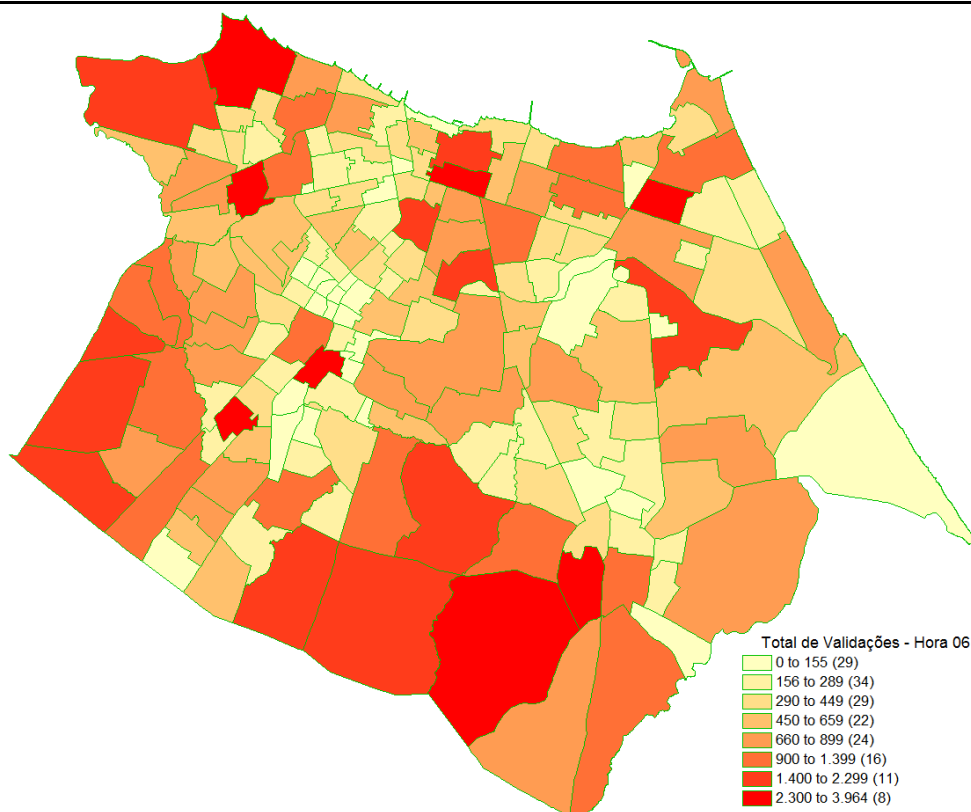 Total de Validações - Hora 06
0 to 155 (29)
156 to 289 (34)
290 to 449 (29)
450 to 659 (22)
660 to 899 (24)
900 to 1.399 (16)
1.400 to 2.299 (11)
2.300 to 3.964 (8)